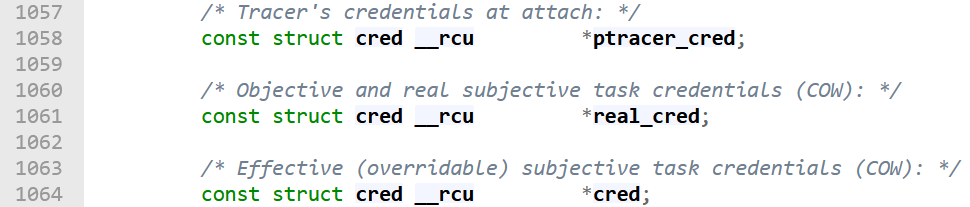 1057 /* Tracer's credentials at attach: */
1058 const struct cred __rcu *ptracer_cred;
1059
1060 /* Objective and real subjective task credentials (COW): */
1061 const struct cred __rcu *real_cred;
1062
1063 /* Effective (overridable) subjective task credentials (COW): */
1064 const struct cred __rcu *cred;